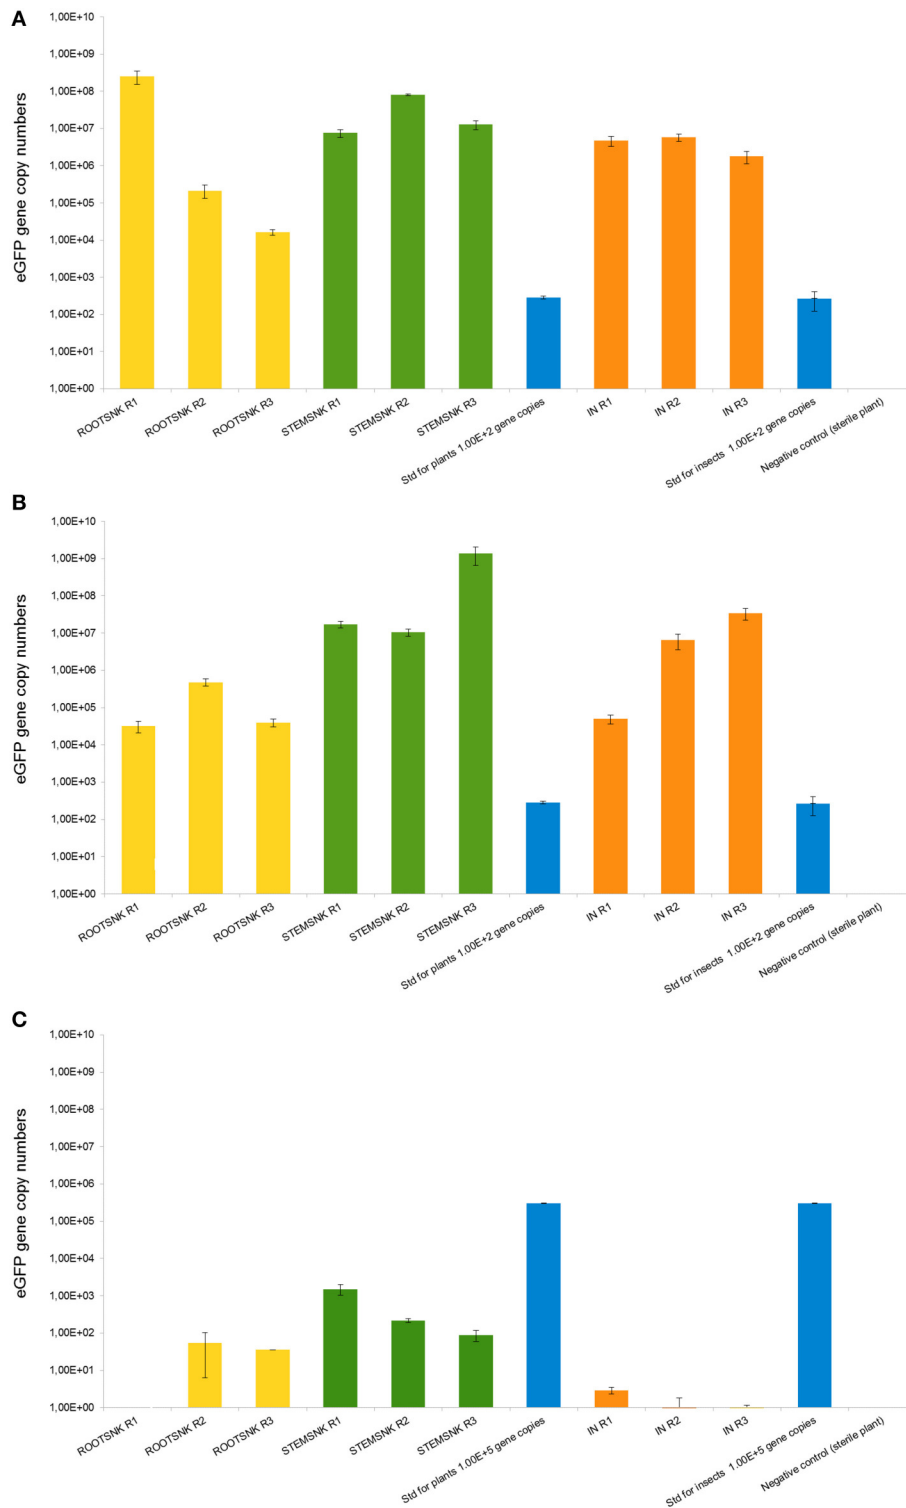 A
eGFP gene copy numbers
1,00E+10
1,00E+09
1,00E+08
1,00E+07
1,00E+06
1,00E+05
1,00E+04
1,00E+03
1,00E+02
1,00E+01
1,00E+00
ROOTSNK R1
ROOTSNK R2
ROOTSNK R3
STEMSNK R1
STEMSNK R2
STEMSNK R3
Std for plants 1.00E+2 gene copies
IN R1
IN R2
IN R3
Std for insects 1.00E+2 gene copies
Negative control (sterile plant)
B
eGFP gene copy numbers
1,00E+10
1,00E+09
1,00E+08
1,00E+07
1,00E+06
1,00E+05
1,00E+04
1,00E+03
1,00E+02
1,00E+01
1,00E+00
ROOTSNK R1
ROOTSNK R2
ROOTSNK R3
STEMSNK R1
STEMSNK R2
STEMSNK R3
Std for plants 1.00E+2 gene copies
IN R1
IN R2
IN R3
Std for insects 1.00E+2 gene copies
Negative control (sterile plant)
C
eGFP gene copy numbers
1,00E+10
1,00E+09
1,00E+08
1,00E+07
1,00E+06
1,00E+05
1,00E+04
1,00E+03
1,00E+02
1,00E+01
1,00E+00
ROOTSNK R1
ROOTSNK R2
ROOTSNK R3
STEMSNK R1
STEMSNK R2
STEMSNK R3
Std for plants 1.00E+5 gene copies
IN R1
IN R2
IN R3
Std for insects 1.00E+5 gene copies
Negative control (sterile plant)